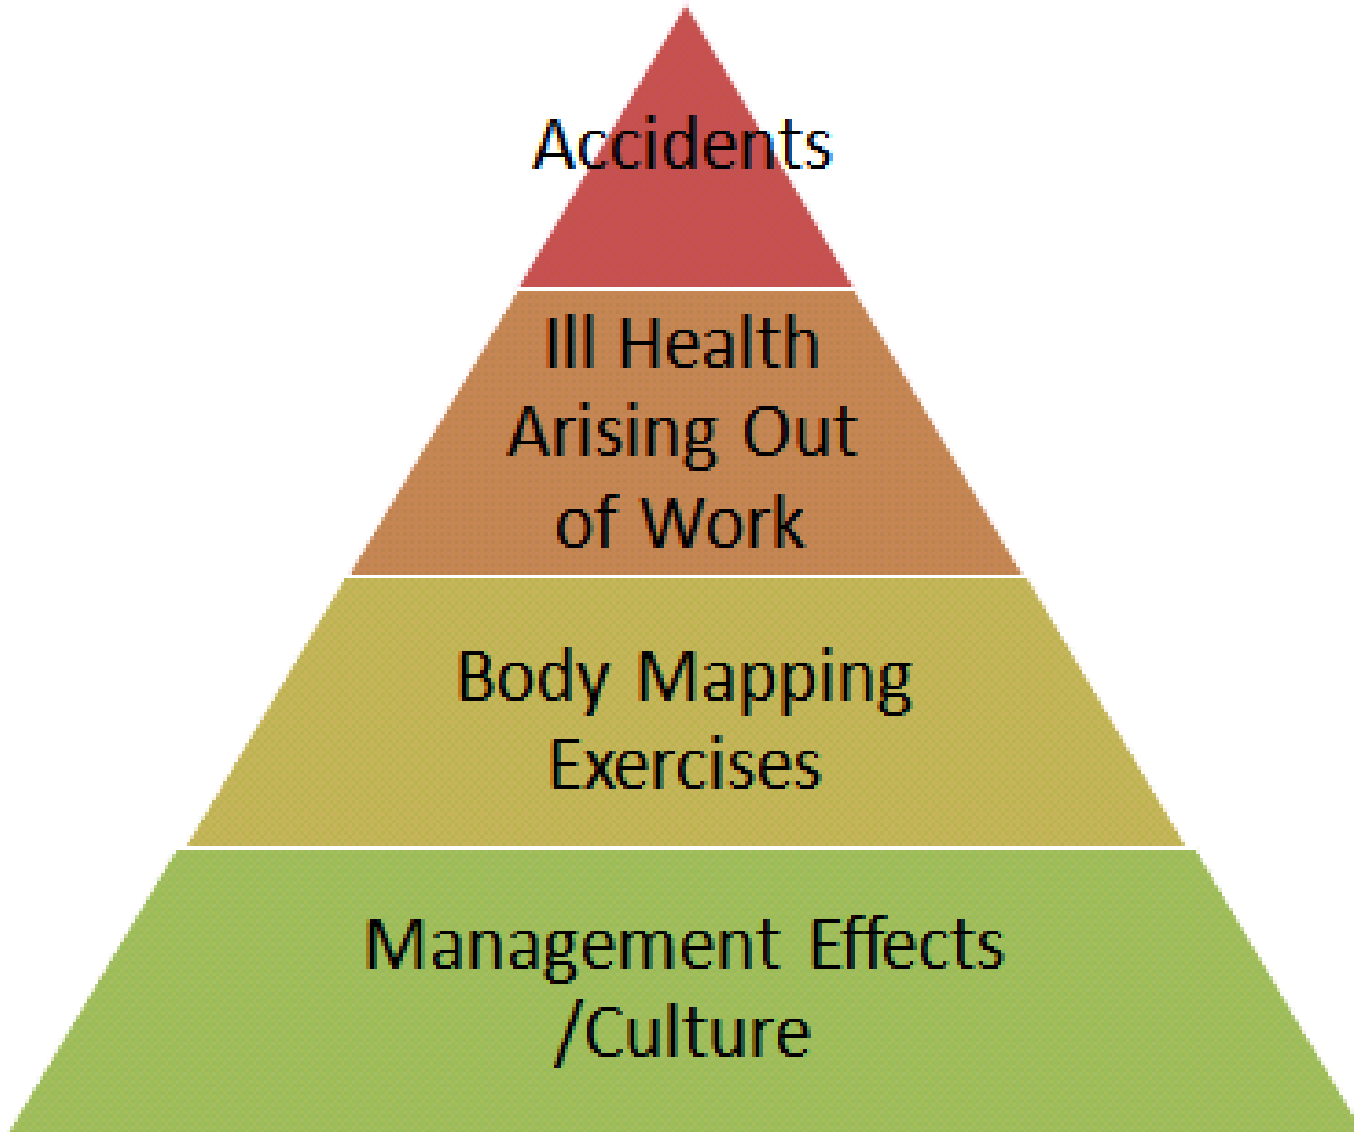 Accidents
Ill Health
Arising Out
of Work
Body Mapping
Exercises
Management Effects
/Culture